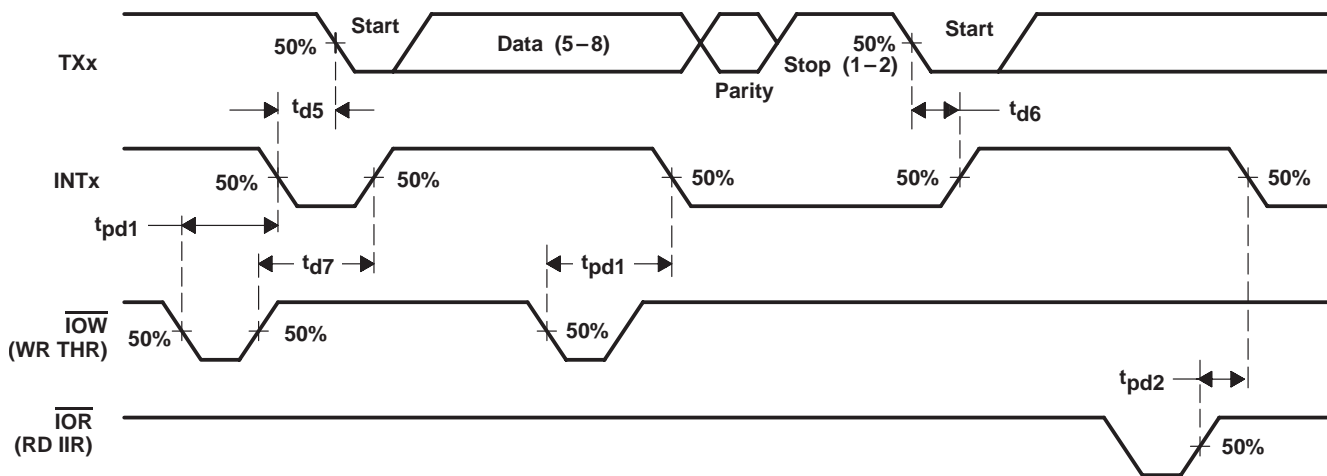 Start
Start
50%
Data (5–8)
50%
TXx
Stop (1–2)
Parity
td5
td6
INTx
50%
50%
50%
50%
50%
tpd1
td7
tpd1
IOW
(WR THR)
50%
50%
50%
tpd2
IOR
(RD IIR)
50%